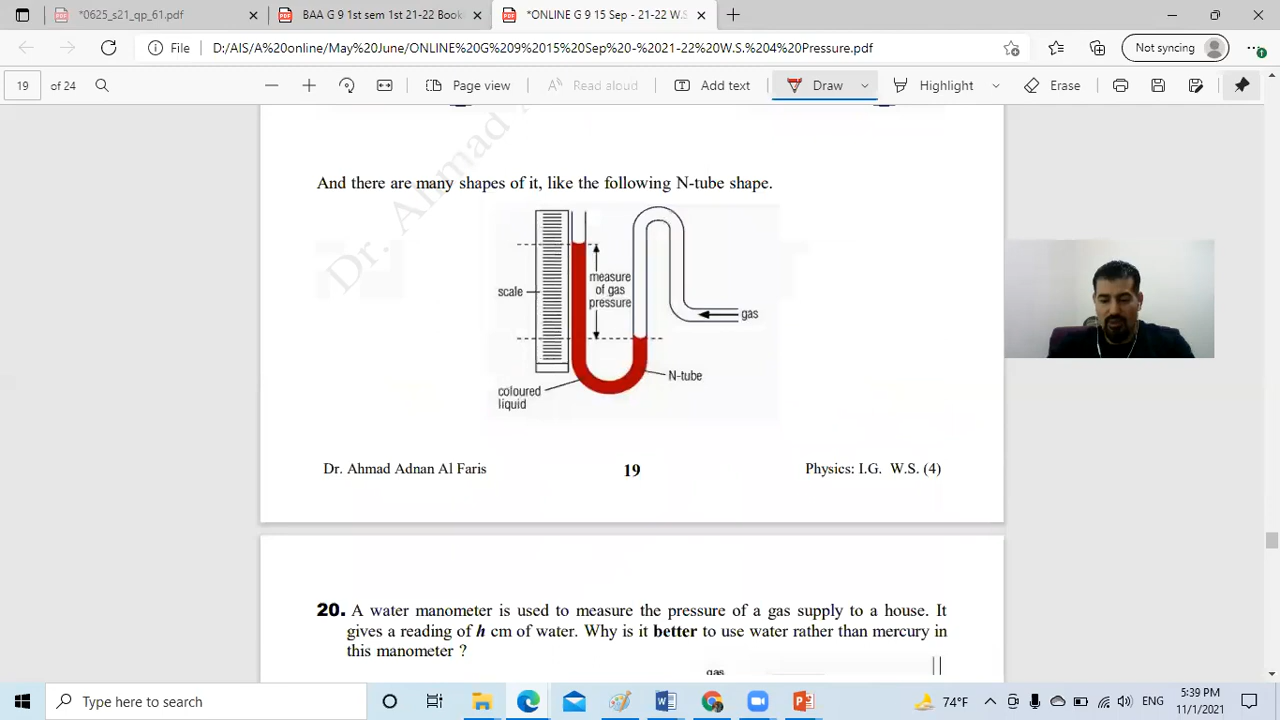 *0625_s21_qp_61.pdf
BAA G 9 1st sem 1st 21-22 Book
*ONLINE G 9 15 Sep - 21-22 W.S.
File
D:/AIS/A%20online/May%20June/ONLINE%20G%209%2015%20Sep%20-%2021-22%20W.S.%204%20Pressure.pdf
Not syncing
19 of 24
Page view
Read aloud
Add text
Draw
Highlight
Erase
And there are many shapes of it, like the following N-tube shape.
scale
measure
of gas
pressure
gas
N-tube
coloured
liquid
Dr. Ahmad Adnan Al Faris
19
Physics: I.G. W.S. (4)
20. A water manometer is used to measure the pressure of a gas supply to a house. It
gives a reading of h cm of water. Why is it better to use water rather than mercury in
this manometer ?
gas
Type here to search
74°F
ENG
5:39 PM
11/1/2021
Dr. Ahmad